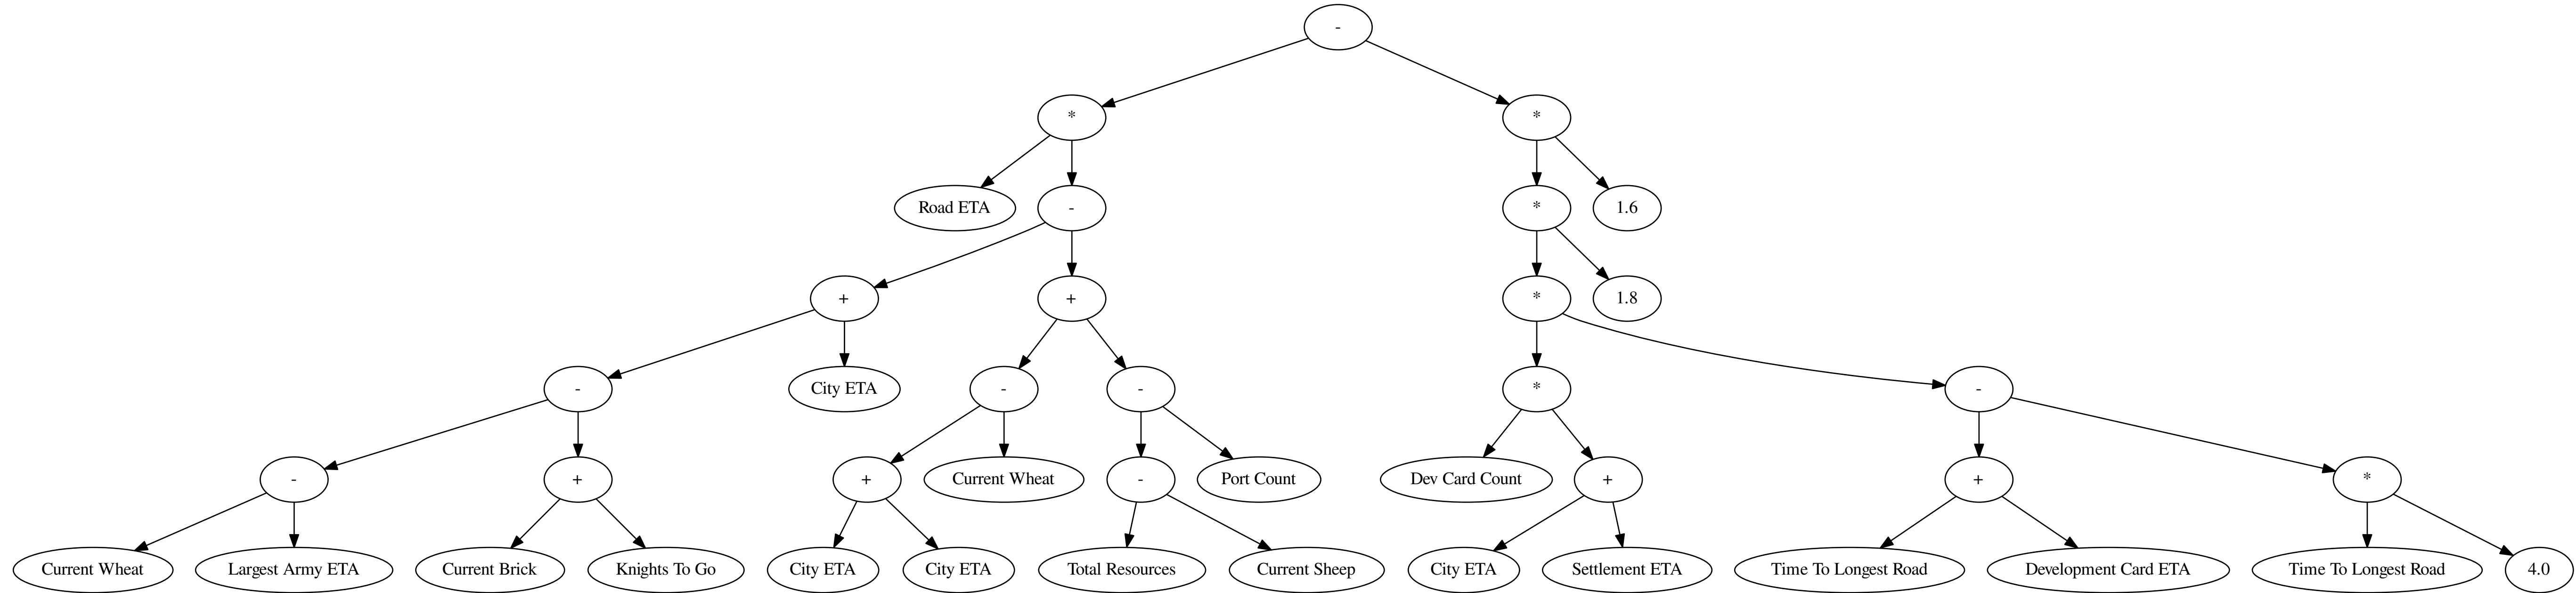 -
* *
Road ETA - * 1.6
+ + * 1.8
- City ETA - - * -
- + + Current Wheat - Port Count Dev Card Count + + *
Current Wheat Largest Army ETA Current Brick Knights To Go City ETA City ETA Total Resources Current Sheep City ETA Settlement ETA Time To Longest Road Development Card ETA Time To Longest Road 4.0